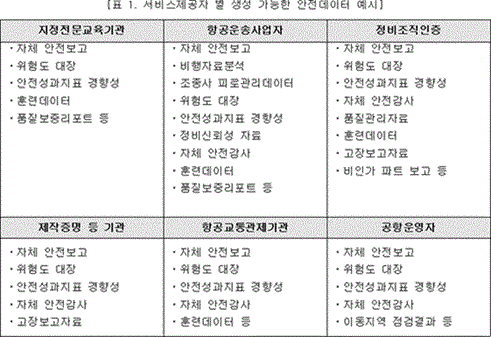 [표 1. 서비스제공자 별 생성 가능한 안전데이터 예시]
지정전문교육기관
· 자체 안전보고
· 위험도 대장
· 안전성과지표 경향성
· 훈련데이터
· 품질보증리포트 등
항공운송사업자
· 자체 안전보고
· 비행자료분석
· 조종사 피로관리데이터
· 위험도 대장
· 안전성과지표 경향성
· 정비신뢰성 자료
· 자체 안전감사
· 훈련데이터
· 품질보증리포트 등
정비조직인증
· 자체 안전보고
· 위험도 대장
· 안전성과지표 경향성
· 자체 안전감사
· 품질관리자료
· 훈련데이터
· 고장보고자료
· 비인가 파트 보고 등
제작증명 등 기관
· 자체 안전보고
· 위험도 대장
· 안전성과지표 경향성
· 자체 안전감사
· 고장보고자료
항공교통관제기관
· 자체 안전보고
· 위험도 대장
· 안전성과지표 경향성
· 자체 안전감사
· 훈련데이터 등
공항운영자
· 자체 안전보고
· 위험도 대장
· 안전성과지표 경향성
· 자체 안전감사
· 이동지역 점검결과 등